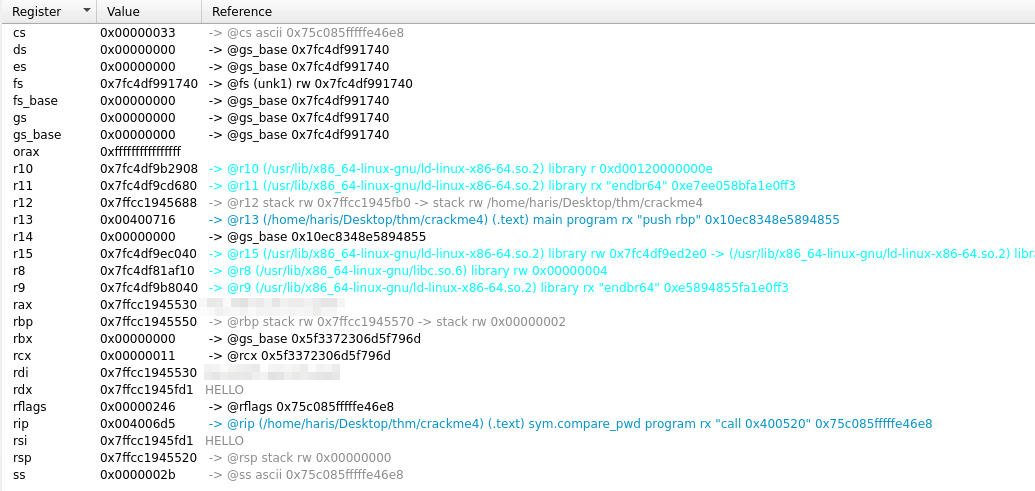 Register Value Reference
cs 0x00000033 -> @cs ascii 0x75c085fffffe46e8
ds 0x00000000 -> @gs_base 0x7fc4df991740
es 0x00000000 -> @gs_base 0x7fc4df991740
fs 0x7fc4df991740 -> @fs (unk1) rw 0x7fc4df991740
fs_base 0x00000000 -> @gs_base 0x7fc4df991740
gs 0x00000000 -> @gs_base 0x7fc4df991740
gs_base 0x00000000 -> @gs_base 0x7fc4df991740
orax 0xffffffffffffffff
r10 0x7fc4df9b2908 -> @r10 (/usr/lib/x86_64-linux-gnu/ld-linux-x86-64.so.2) library r 0xd00120000000e
r11 0x7fc4df9cd680 -> @r11 (/usr/lib/x86_64-linux-gnu/ld-linux-x86-64.so.2) library rx "endbr64" 0xe7ee058bfa1e0ff3
r12 0x7ffcc1945688 -> @r12 stack rw 0x7ffcc1945fb0 -> stack rw /home/haris/Desktop/thm/crackme4
r13 0x00400716 -> @r13 (/home/haris/Desktop/thm/crackme4) (.text) main program rx "push rbp" 0x10ec8348e5894855
r14 0x00000000 -> @gs_base 0x10ec8348e5894855
r15 0x7fc4df9ec040 -> @r15 (/usr/lib/x86_64-linux-gnu/ld-linux-x86-64.so.2) library rw 0x7fc4df9ed2e0 -> (/usr/lib/x86_64-linux-gnu/ld-linux-x86-64.so.2) libr
r8 0x7fc4df81af10 -> @r8 (/usr/lib/x86_64-linux-gnu/libc.so.6) library rw 0x00000004
r9 0x7fc4df9b8040 -> @r9 (/usr/lib/x86_64-linux-gnu/ld-linux-x86-64.so.2) library rx "endbr64" 0xe5894855fa1e0ff3
rax 0x7ffcc1945530
rbp 0x7ffcc1945550 -> @rbp stack rw 0x7ffcc1945570 -> stack rw 0x00000002
rbx 0x00000000 -> @gs_base 0x5f3372306d5f796d
rcx 0x00000011 -> @rcx 0x5f3372306d5f796d
rdi 0x7ffcc1945530
rdx 0x7ffcc1945fd1 HELLO
rflags 0x00000246 -> @rflags 0x75c085fffffe46e8
rip 0x004006d5 -> @rip (/home/haris/Desktop/thm/crackme4) (.text) sym.compare_pwd program rx "call 0x400520" 0x75c085fffffe46e8
rsi 0x7ffcc1945fd1 HELLO
rsp 0x7ffcc1945520 -> @rsp stack rw 0x00000000
ss 0x0000002b -> @ss ascii 0x75c085fffffe46e8